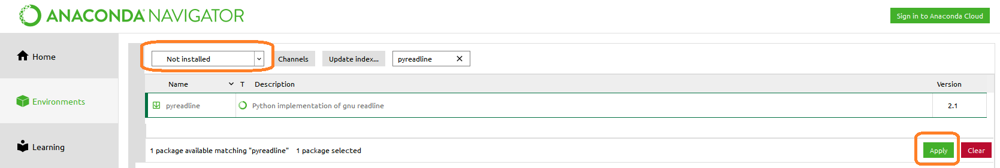 ANACONDA NAVIGATOR
Sign in to Anaconda Cloud
Home
Environments
Learning
Not installed
Channels
Update index...
pyreadline
Name T Description Version
pyreadline Python implementation of gnu readline 2.1
1 package available matching "pyreadline" 1 package selected
Apply
Clear